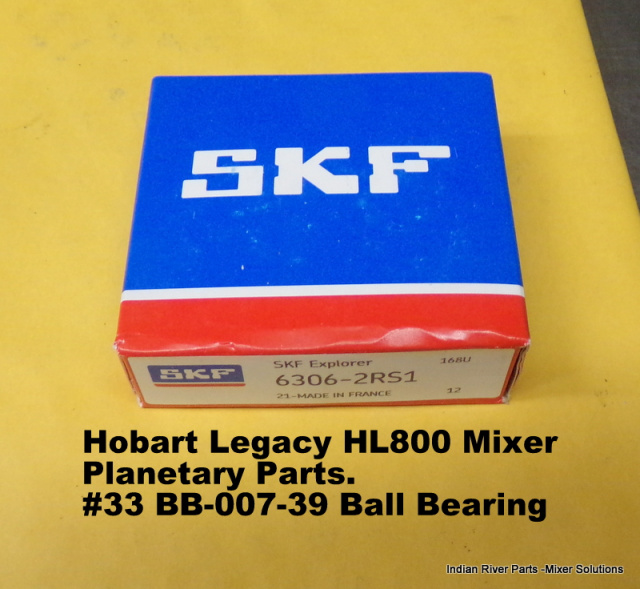 SKF
SKF
SKF Explorer
168U
6306-2RS1
21-MADE IN FRANCE
12
Hobart Legacy HL800 Mixer
Planetary Parts.
#33 BB-007-39 Ball Bearing
Indian River Parts -Mixer Solutions